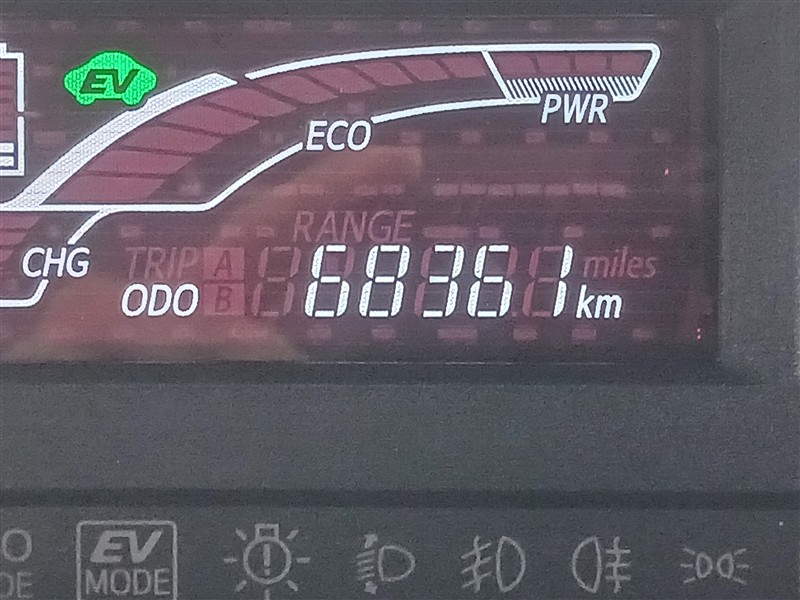 EV
PWR
ECO
RANGE
CHG
TRIP A
miles
ODO B 68361 km
EV
MODE